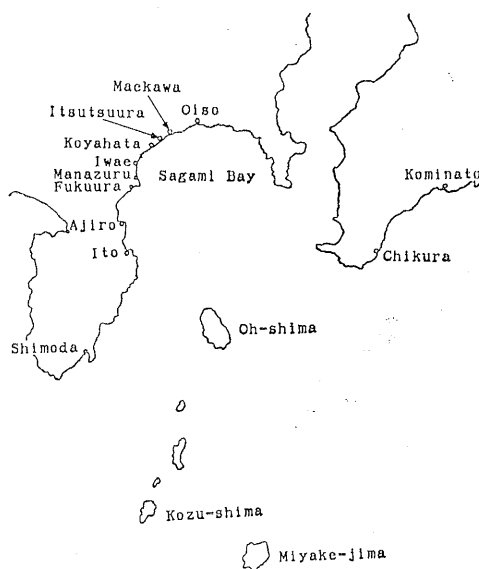 Maekawa
Itsutsuura
Oiso
Koyahata
Iwae
Sagami Bay
Manazuru
Fukuura
Kominato
Ajiro
Ito
Chikura
Oh-shima
Shimoda
Kozu-shima
Miyake-jima